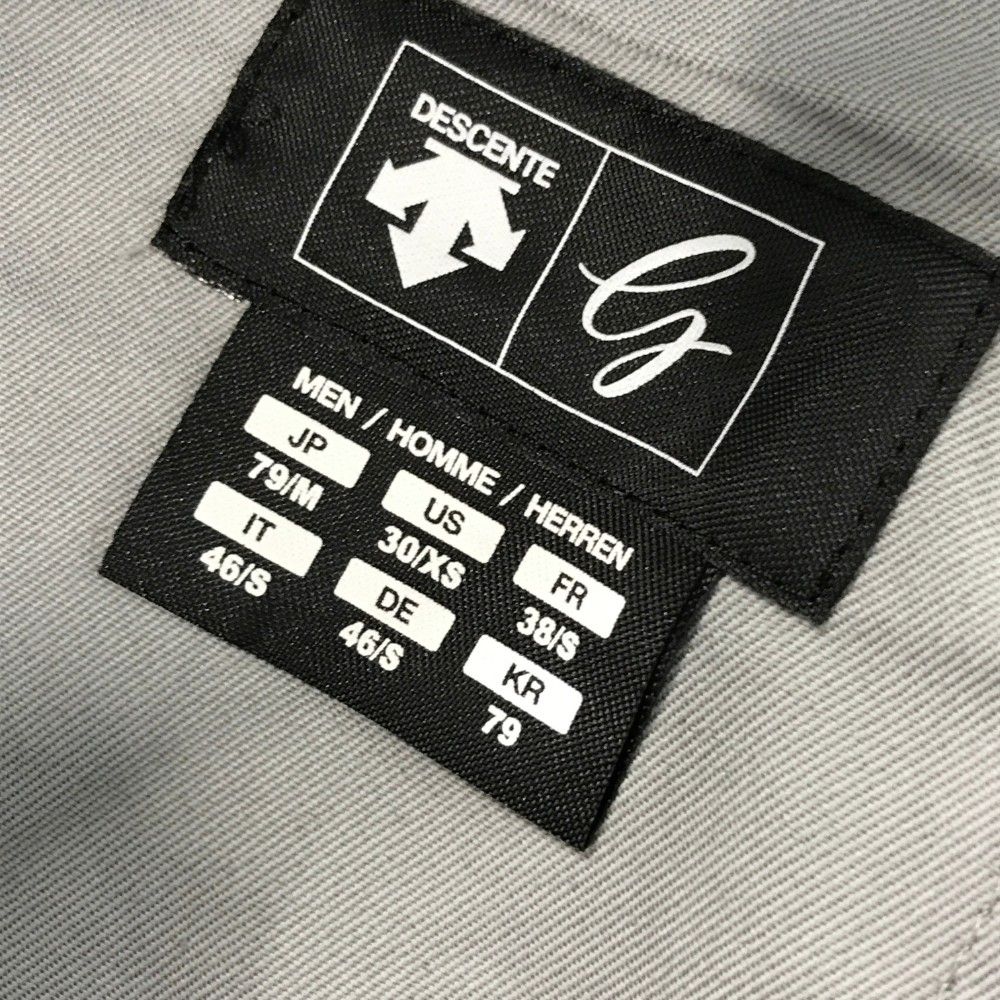 DESCENTE
G
MEN / HOMME / HERREN
JP US FR
79/M 30/XS 38/S
IT DE KR
46/S 46/S 79